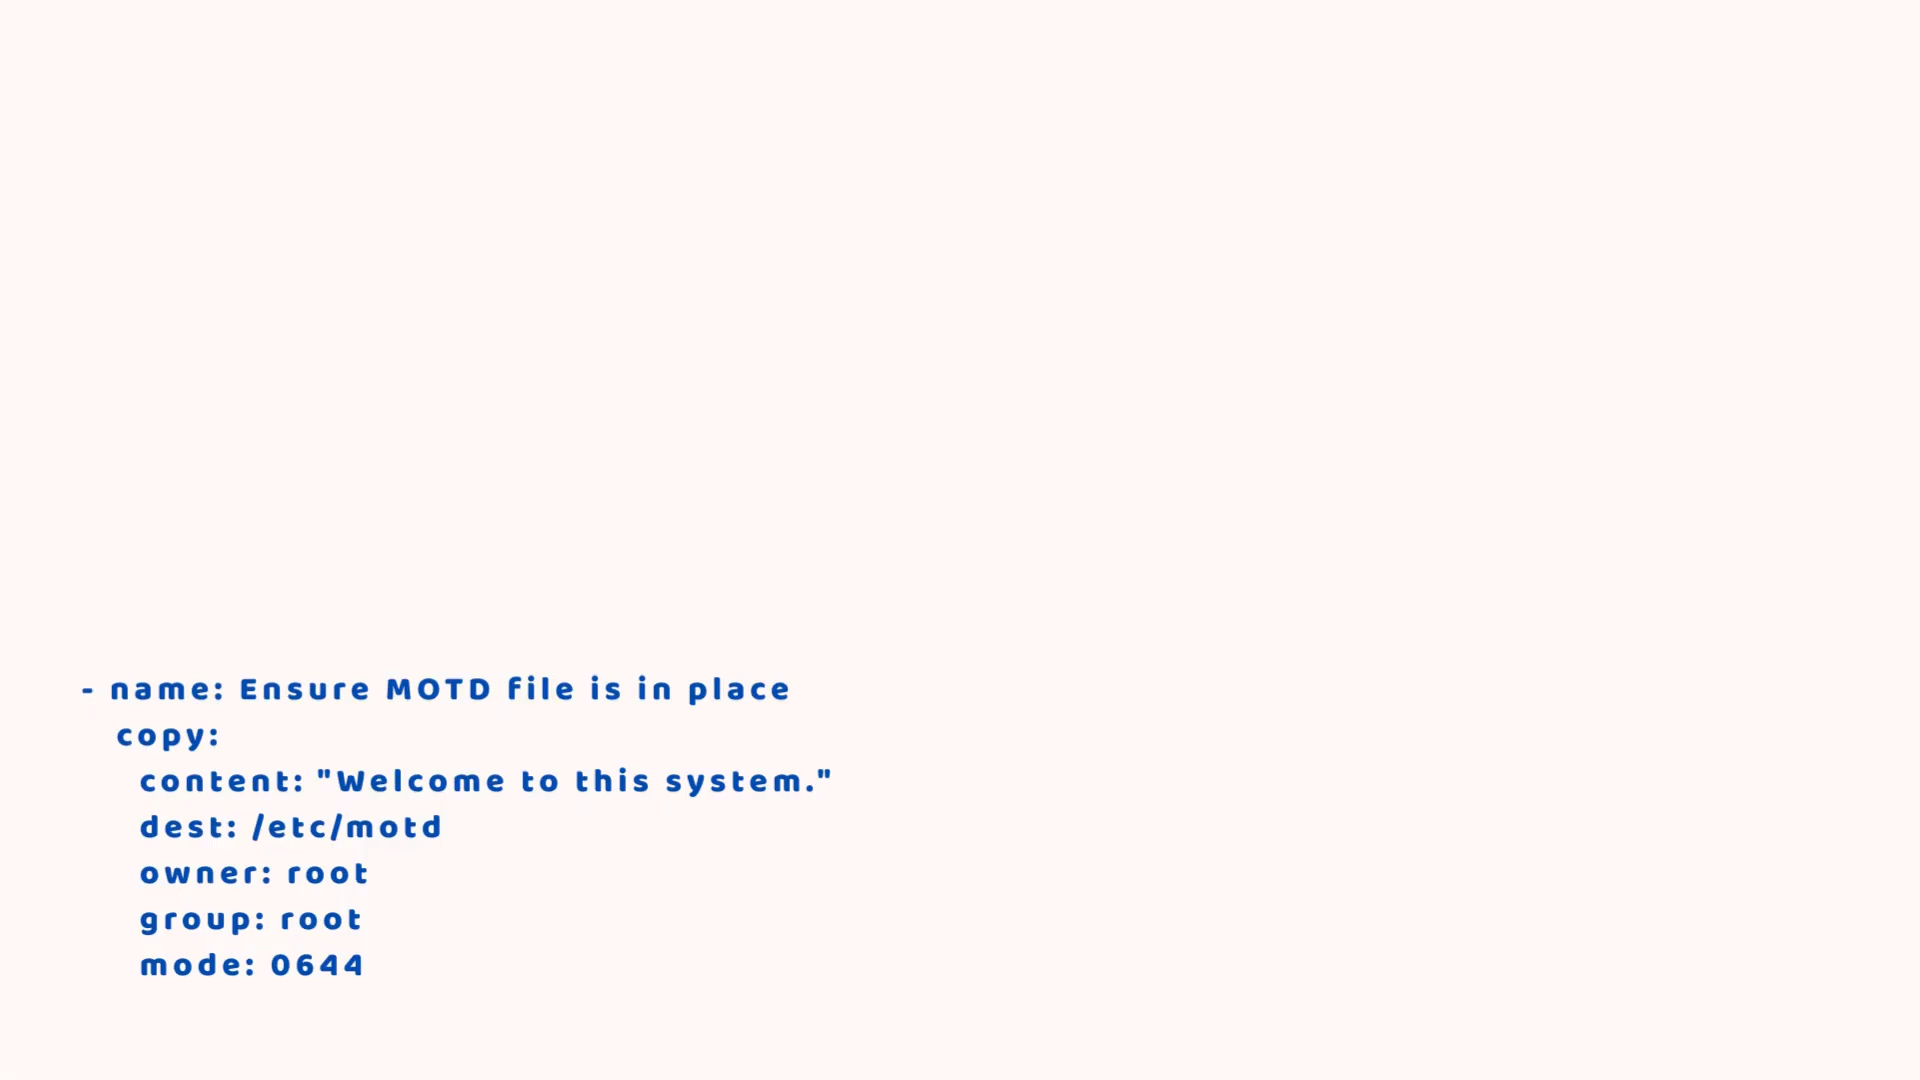 - name: Ensure MOTD file is in place
copy:
content: "Welcome to this system."
dest: /etc/motd
owner: root
group: root
mode: 0644